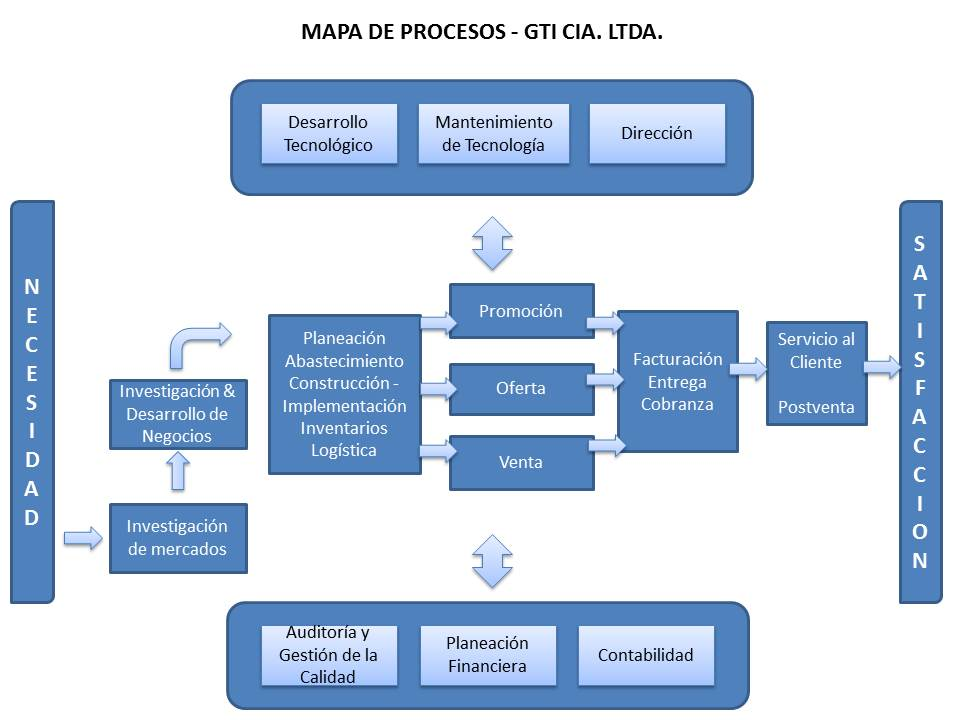 MAPA DE PROCESOS - GTI CIA. LTDA.
Desarrollo
Tecnológico
Mantenimiento
de Tecnología
Dirección
NECESIDAD
Investigación
de mercados
Investigación &
Desarrollo de
Negocios
Planeación
Abastecimiento
Construcción -
Implementación
Inventarios
Logística
Promoción
Oferta
Venta
Facturación
Entrega
Cobranza
Servicio al
Cliente
Postventa
SATISFACCION
Auditoría y
Gestión de la
Calidad
Planeación
Financiera
Contabilidad